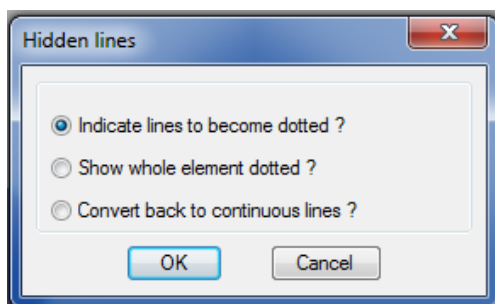 Hidden lines
Indicate lines to become dotted ?
Show whole element dotted ?
Convert back to continuous lines ?
OK Cancel